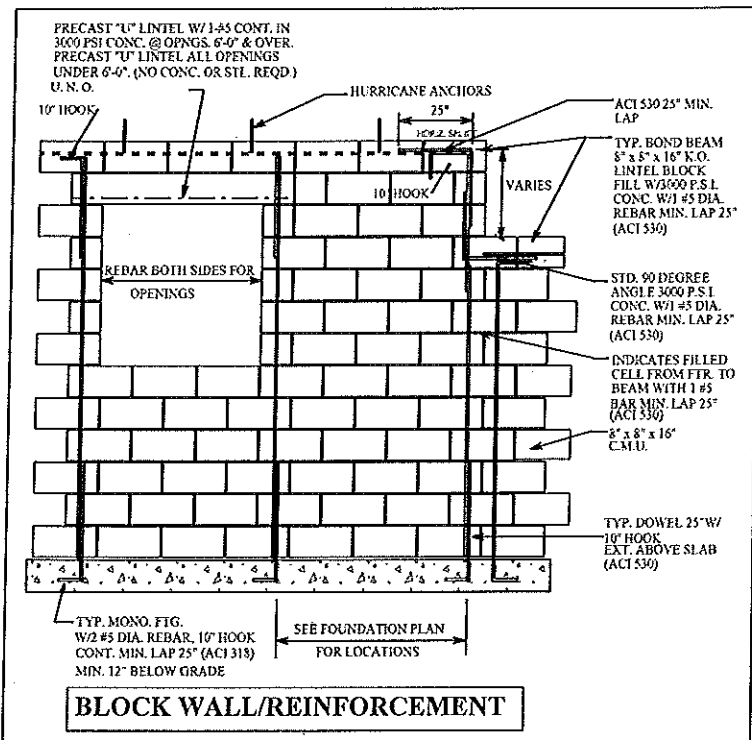 PRECAST "U" LINTEL W/ 1-#5 CONT. IN
3000 PSI CONC. @ OPNGS. 6'-0" & OVER.
PRECAST "U" LINTEL ALL OPENINGS
UNDER 6'-0". (NO CONC. OR STL. REQD.)
U. N. O.
10" HOOK
HURRICANE ANCHORS
25"
HORIZ. SPLICE
ACI 530 25" MIN.
LAP
TYP. BOND BEAM
8" x 8" x 16" K.O.
LINTEL BLOCK
FILL W/3000 P.S.I.
CONC. W/1 #5 DIA.
REBAR MIN. LAP 25"
(ACI 530)
VARIES
10" HOOK
REBAR BOTH SIDES FOR
OPENINGS
STD. 90 DEGREE
ANGLE 3000 P.S.I.
CONC. W/1 #5 DIA.
REBAR MIN. LAP 25"
(ACI 530)
INDICATES FILLED
CELL FROM FTR. TO
BEAM WITH 1 #5
BAR MIN. LAP 25"
(ACI 530)
8" x 8" x 16"
C.M.U.
TYP. DOWEL 25" W/
10" HOOK
EXT. ABOVE SLAB
(ACI 530)
TYP. MONO. FTG.
W/2 #5 DIA. REBAR, 10" HOOK
CONT. MIN. LAP 25" (ACI 318)
MIN. 12" BELOW GRADE
SEE FOUNDATION PLAN
FOR LOCATIONS
BLOCK WALL/REINFORCEMENT